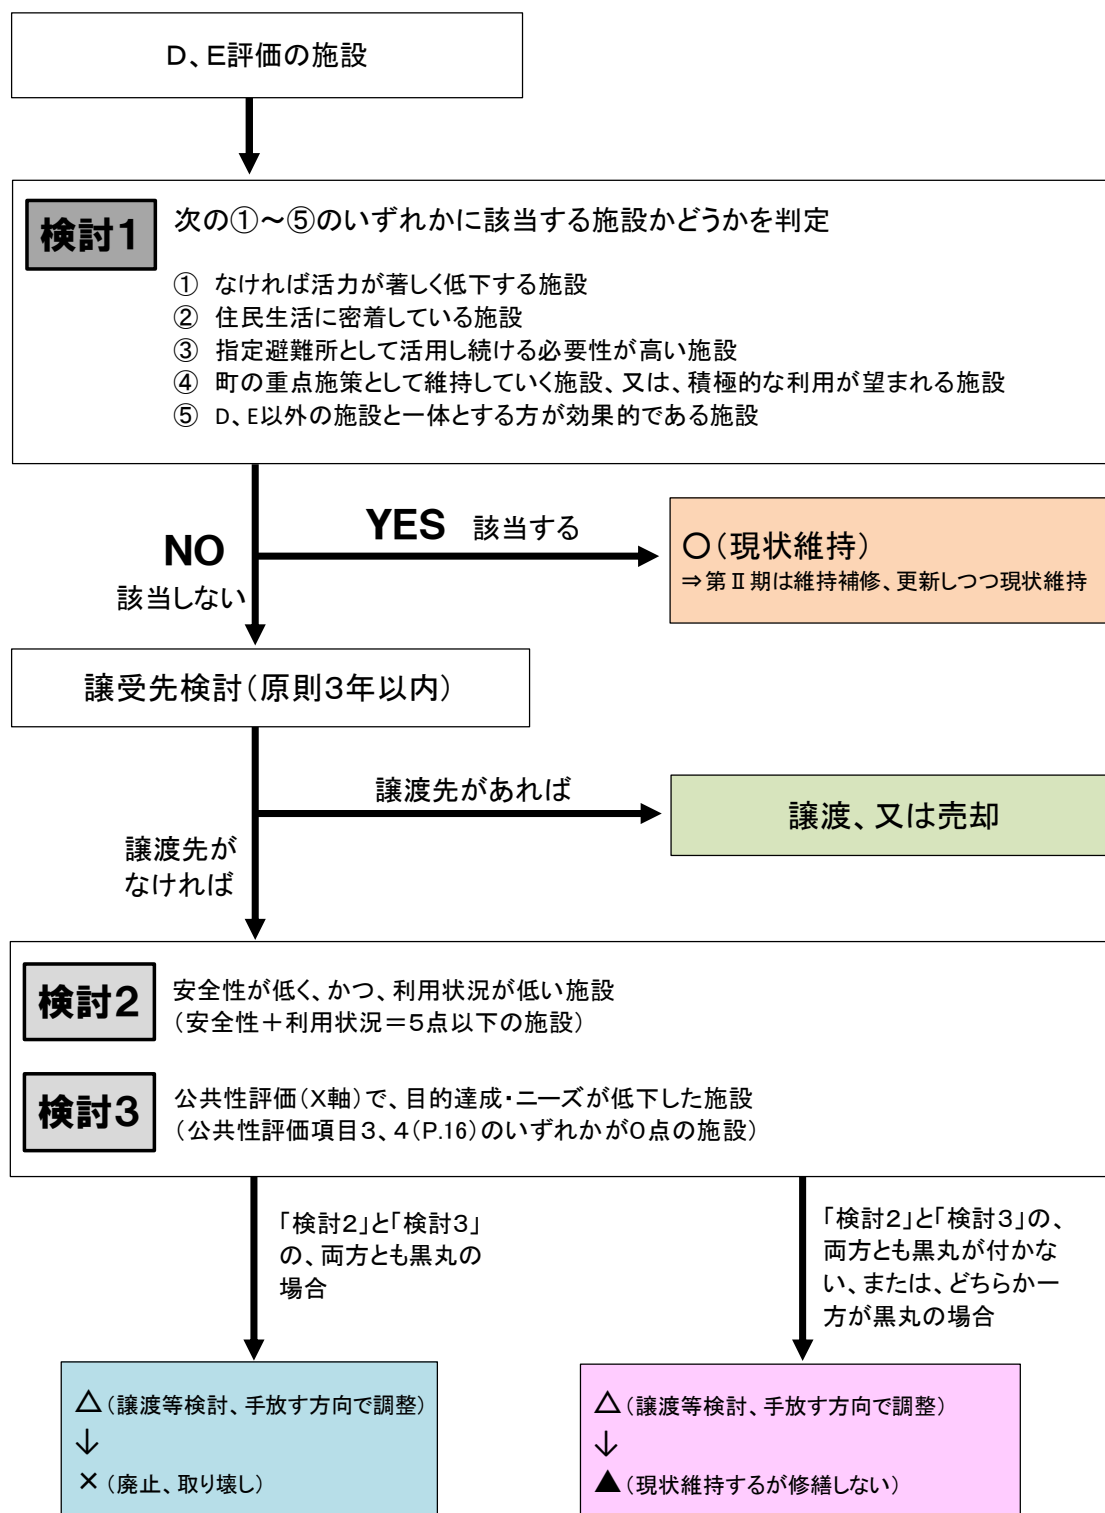 D、E評価の施設
検討1
次の①～⑤のいずれかに該当する施設かどうかを判定
① なければ活力が著しく低下する施設
② 住民生活に密着している施設
③ 指定避難所として活用し続ける必要性が高い施設
④ 町の重点施策として維持していく施設、又は、積極的な利用が望まれる施設
⑤ D、E以外の施設と一体とする方が効果的である施設
YES 該当する
NO
該当しない
○(現状維持)
⇒第Ⅱ期は維持補修、更新しつつ現状維持
譲受先検討(原則3年以内)
譲渡先があれば
譲渡、又は売却
譲渡先が
なければ
検討2
安全性が低く、かつ、利用状況が低い施設
(安全性＋利用状況＝5点以下の施設)
検討3
公共性評価(X軸)で、目的達成・ニーズが低下した施設
(公共性評価項目3、4(P.16)のいずれかが0点の施設)
「検討2」と「検討3」
の、両方とも黒丸の
場合
「検討2」と「検討3」の、
両方とも黒丸が付かな
い、または、どちらか一
方が黒丸の場合
△(譲渡等検討、手放す方向で調整)
↓
×(廃止、取り壊し)
△(譲渡等検討、手放す方向で調整)
↓
▲(現状維持するが修繕しない)